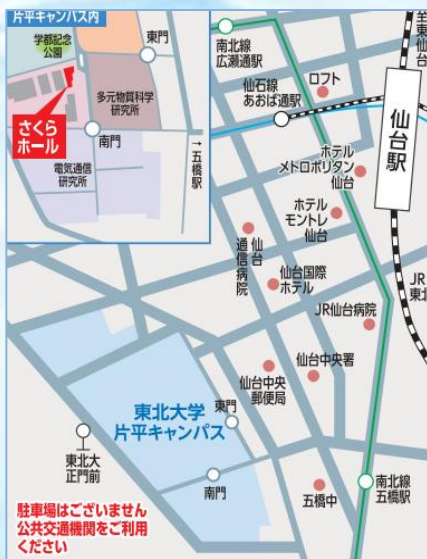 片平キャンパス内
学都記念
公園
東門
多元物質科学
研究所
さくら
ホール
南門
電気通信
研究所
→五橋駅
南北線
広瀬通駅
仙石線
あおば通駅
ロフト
仙台駅
ホテル
メトロポリタン
仙台
ホテル
モントレ
仙台
仙台
通信病院
仙台国際
ホテル
JR仙台病院
JR
東北
仙台中央署
仙台中央
郵便局
東北大学
片平キャンパス
東門
東北大
正門前
南門
五橋中
南北線
五橋駅
駐車場はございません
公共交通機関をご利用
ください